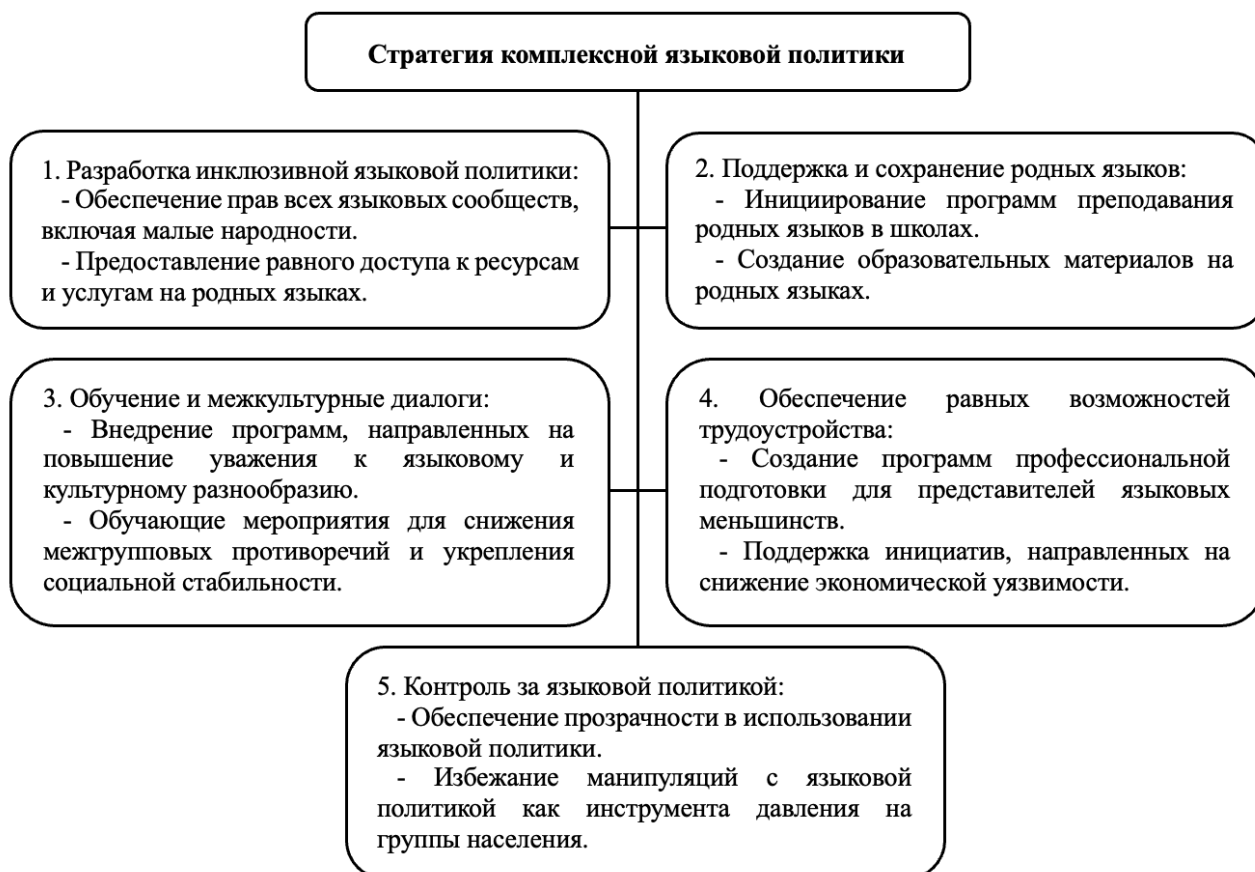 Стратегия комплексной языковой политики
1. Разработка инклюзивной языковой политики:
- Обеспечение прав всех языковых сообществ,
включая малые народности.
- Предоставление равного доступа к ресурсам
и услугам на родных языках.
2. Поддержка и сохранение родных языков:
- Инициирование программ преподавания
родных языков в школах.
- Создание образовательных материалов на
родных языках.
3. Обучение и межкультурные диалоги:
- Внедрение программ, направленных на
повышение уважения к языковому и
культурному разнообразию.
- Обучающие мероприятия для снижения
межгрупповых противоречий и укрепления
социальной стабильности.
4. Обеспечение равных возможностей
трудоустройства:
- Создание программ профессиональной
подготовки для представителей языковых
меньшинств.
- Поддержка инициатив, направленных на
снижение экономической уязвимости.
5. Контроль за языковой политикой:
- Обеспечение прозрачности в использовании
языковой политики.
- Избежание манипуляций с языковой
политикой как инструмента давления на
группы населения.